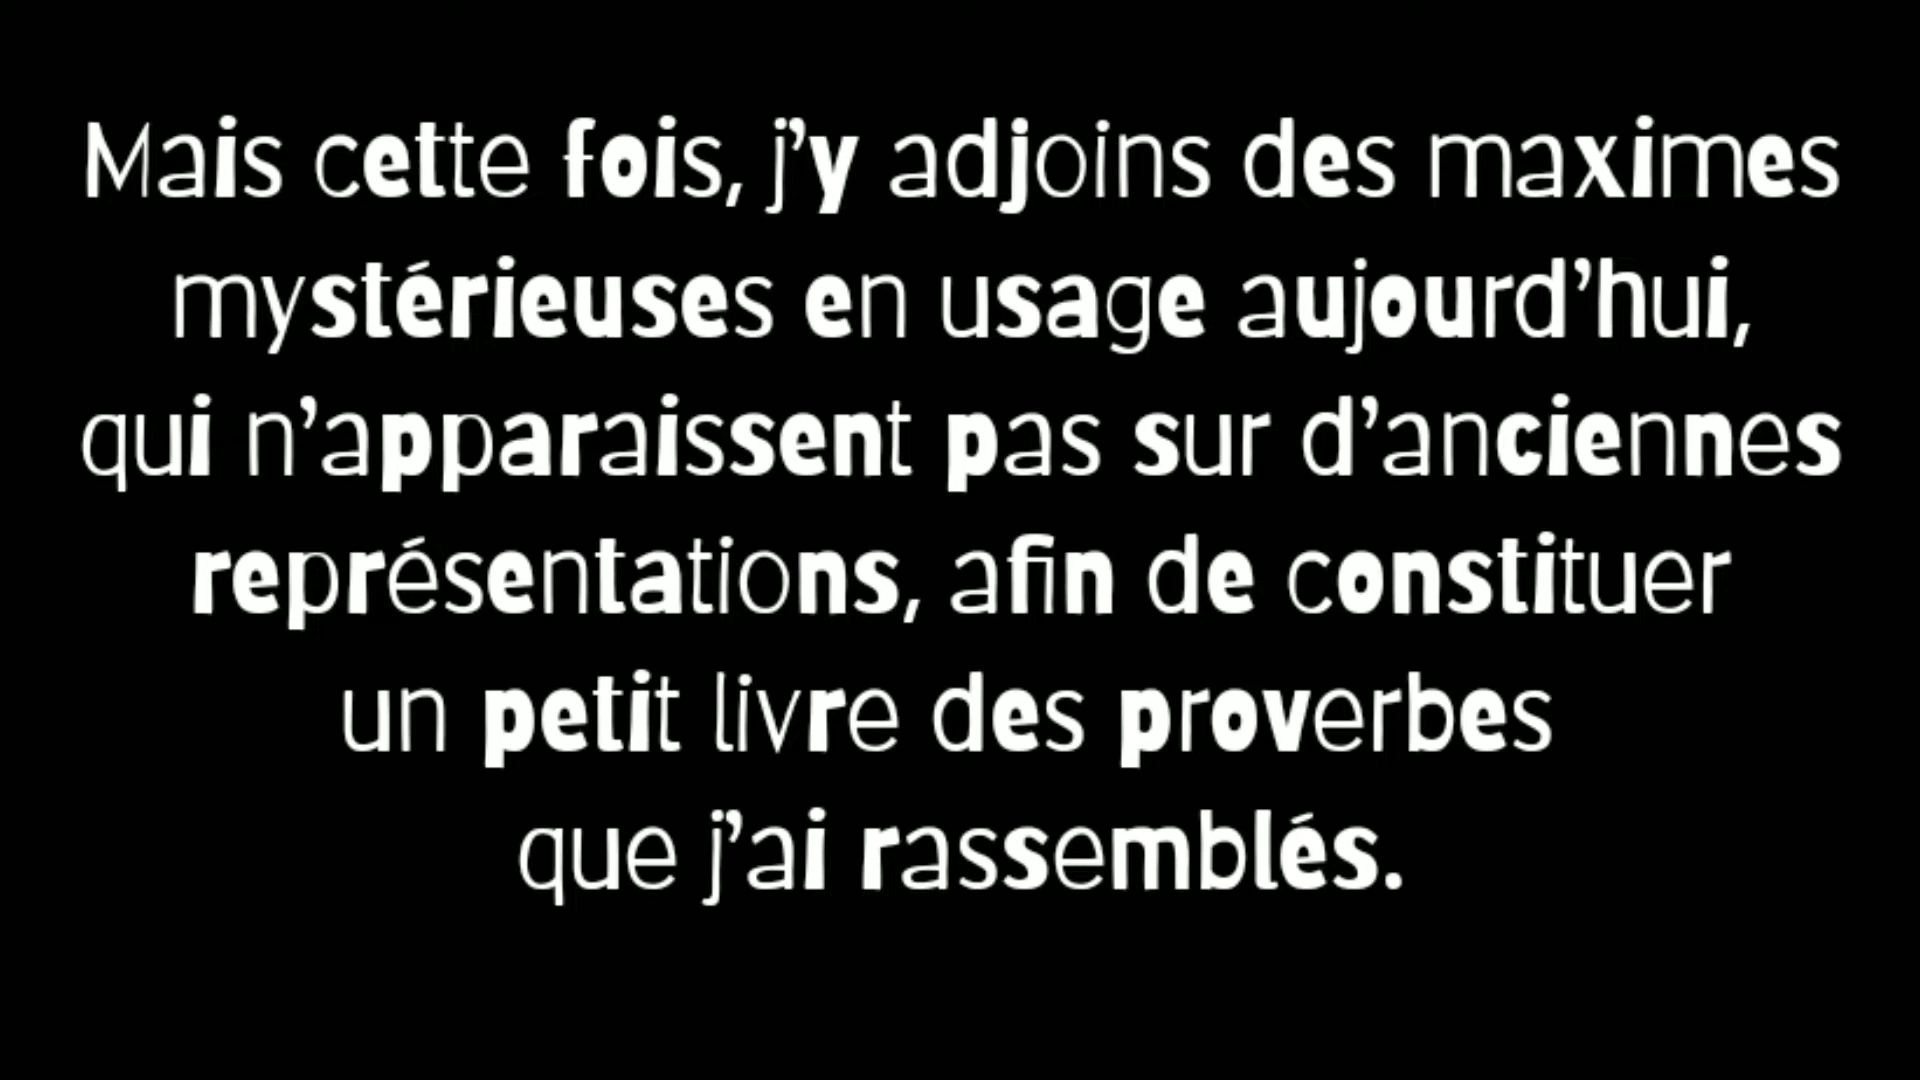 Mais cette fois, j’y adjoins des maximes
mystérieuses en usage aujourd’hui,
qui n’apparaissent pas sur d’anciennes
représentations, afin de constituer
un petit livre des proverbes
que j’ai rassemblés.